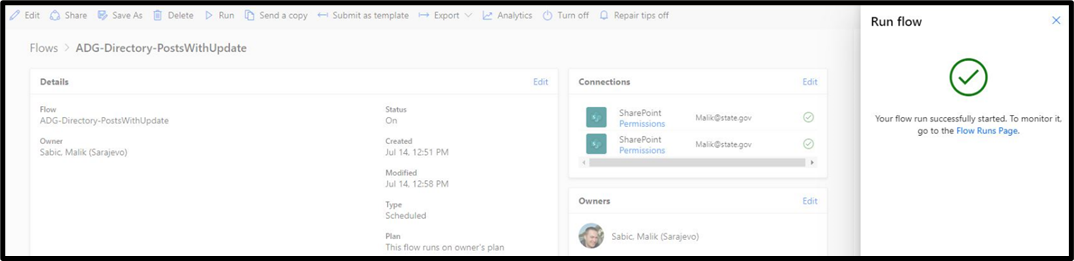 Edit Share Save As Delete Run Send a copy Submit as template Export Analytics Turn off Repair tips off
Flows > ADG-Directory-PostsWithUpdate
Details Edit
Flow
ADG-Directory-PostsWithUpdate
Owner
Sabic, Malik (Sarajevo)
Status
On
Created
Jul 14, 12:51 PM
Modified
Jul 14, 12:58 PM
Type
Scheduled
Plan
This flow runs on owner's plan
Connections Edit
SharePoint
Permissions
Malik@state.gov
SharePoint
Permissions
Malik@state.gov
Owners Edit
Sabic, Malik (Sarajevo)
Run flow
Your flow run successfully started. To monitor it,
go to the Flow Runs Page.